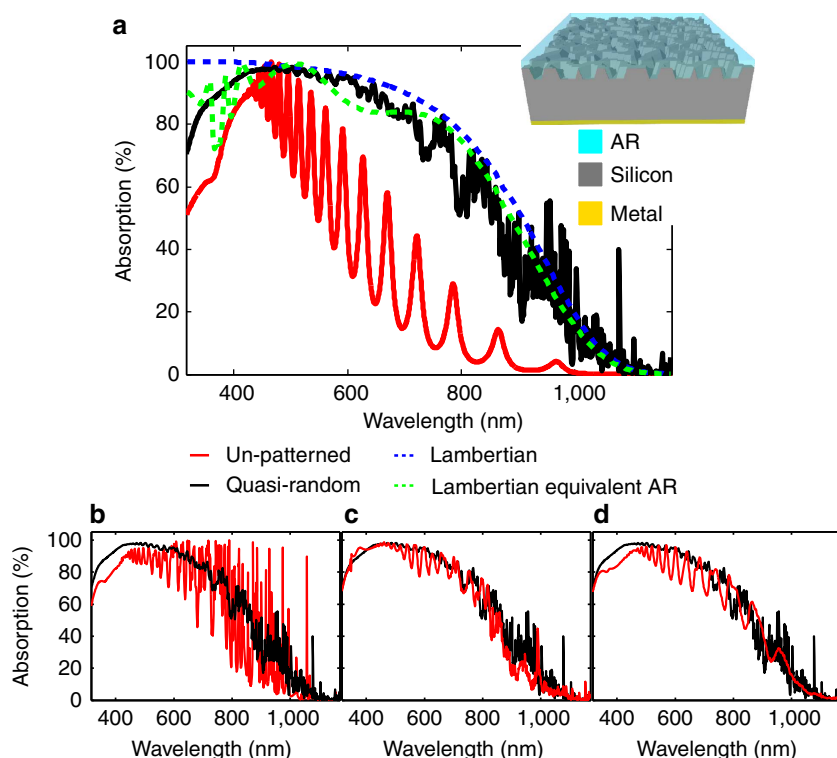 a
100
80
60
40
20
0
Absorption (%)
400
600
800
1,000
Wavelength (nm)
AR
Silicon
Metal
Un-patterned
Quasi-random
Lambertian
Lambertian equivalent AR
b
c
d
100
80
60
40
20
0
Absorption (%)
400 600 800 1,000
400 600 800 1,000
400 600 800 1,000
Wavelength (nm)
Wavelength (nm)
Wavelength (nm)